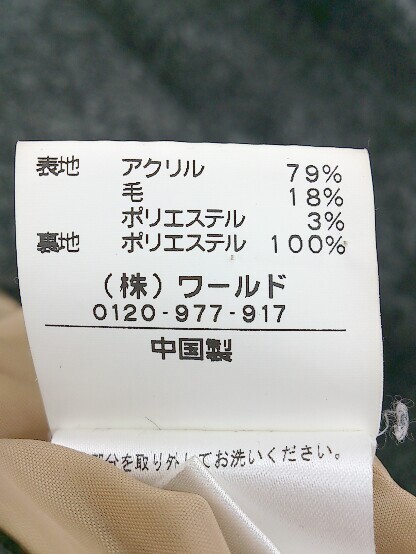 表地 アクリル 79%
毛 18%
ポリエステル 3%
裏地 ポリエステル 100%
(株)ワールド
0120-977-917
中国製
部分を取り外してお洗いください。